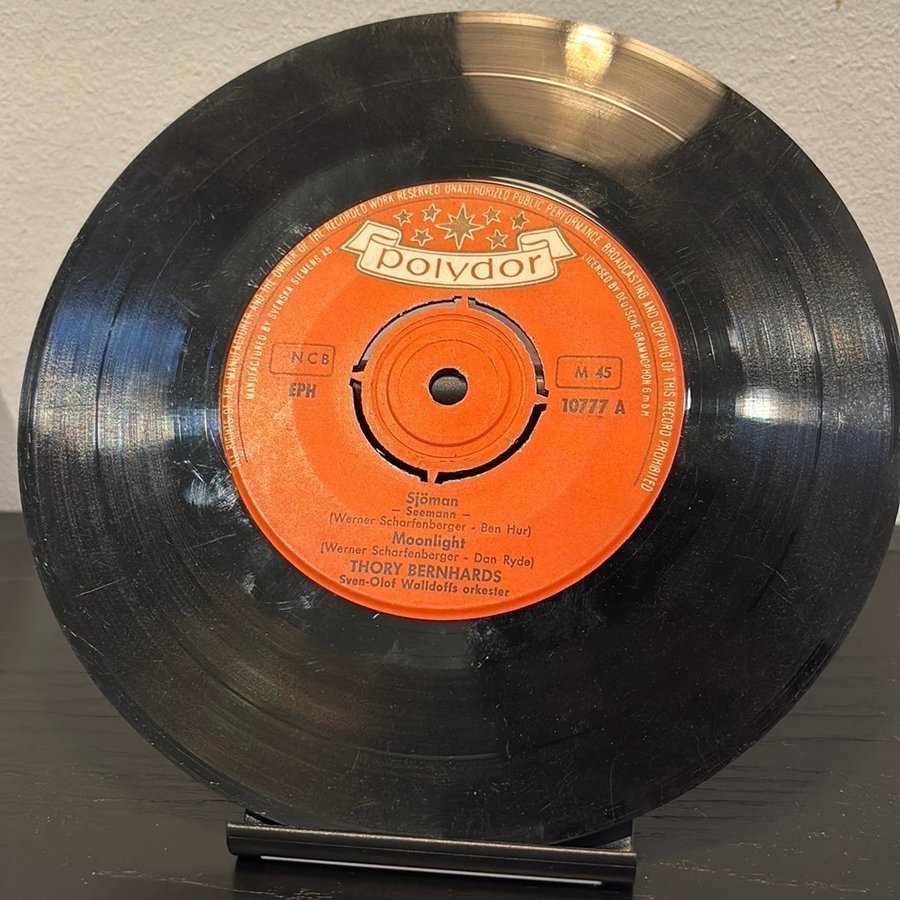 ALL RIGHTS OF THE MANUFACTURER AND THE OWNER OF THE RECORDED WORK RESERVED UNAUTHORIZED PUBLIC PERFORMANCE BROADCASTING AND COPYING OF THIS RECORD PROHIBITED
MANUFACTURED BY SVENSKA SIEMENS AB
LICENSED BY DEUTSCHE GRAMMOPHON GmbH
polydor
NCB
EPH
M 45
10777 A
Sjöman
- Seemann -
(Werner Scharfenberger - Ben Hur)
Moonlight
(Werner Scharfenberger - Dan Ryde)
THORY BERNHARDS
Sven-Olof Walldoffs orkester